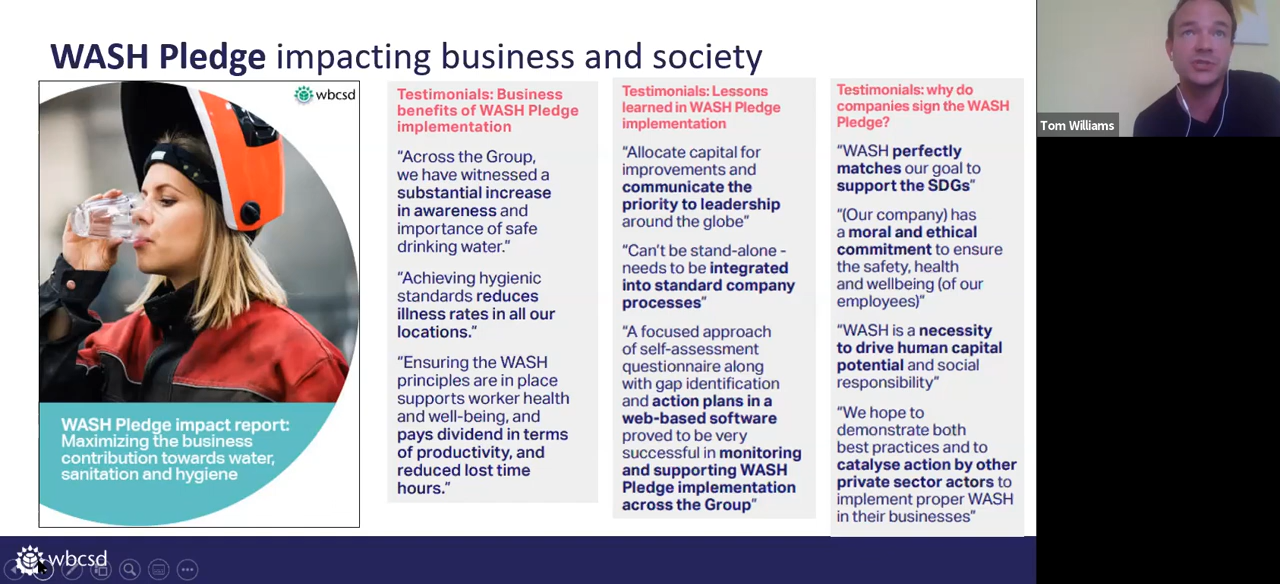 WASH Pledge impacting business and society
wbcsd
WASH Pledge impact report:
Maximizing the business
contribution towards water,
sanitation and hygiene
Testimonials: Business
benefits of WASH Pledge
implementation
“Across the Group,
we have witnessed a
substantial increase
in awareness and
importance of safe
drinking water.”
“Achieving hygienic
standards reduces
illness rates in all our
locations.”
“Ensuring the WASH
principles are in place
supports worker health
and well-being, and
pays dividend in terms
of productivity, and
reduced lost time
hours.”
Testimonials: Lessons
learned in WASH Pledge
implementation
“Allocate capital for
improvements and
communicate the
priority to leadership
around the globe”
“Can’t be stand-alone -
needs to be integrated
into standard company
processes”
“A focused approach
of self-assessment
questionnaire along
with gap identification
and action plans in a
web-based software
proved to be very
successful in monitoring
and supporting WASH
Pledge implementation
across the Group”
Testimonials: why do
companies sign the WASH
Pledge?
“WASH perfectly
matches our goal to
support the SDGs”
“(Our company) has
a moral and ethical
commitment to ensure
the safety, health
and wellbeing (of our
employees)”
“WASH is a necessity
to drive human capital
potential and social
responsibility”
“We hope to
demonstrate both
best practices and to
catalyse action by other
private sector actors to
implement proper WASH
in their businesses”
Tom Williams
wbcsd